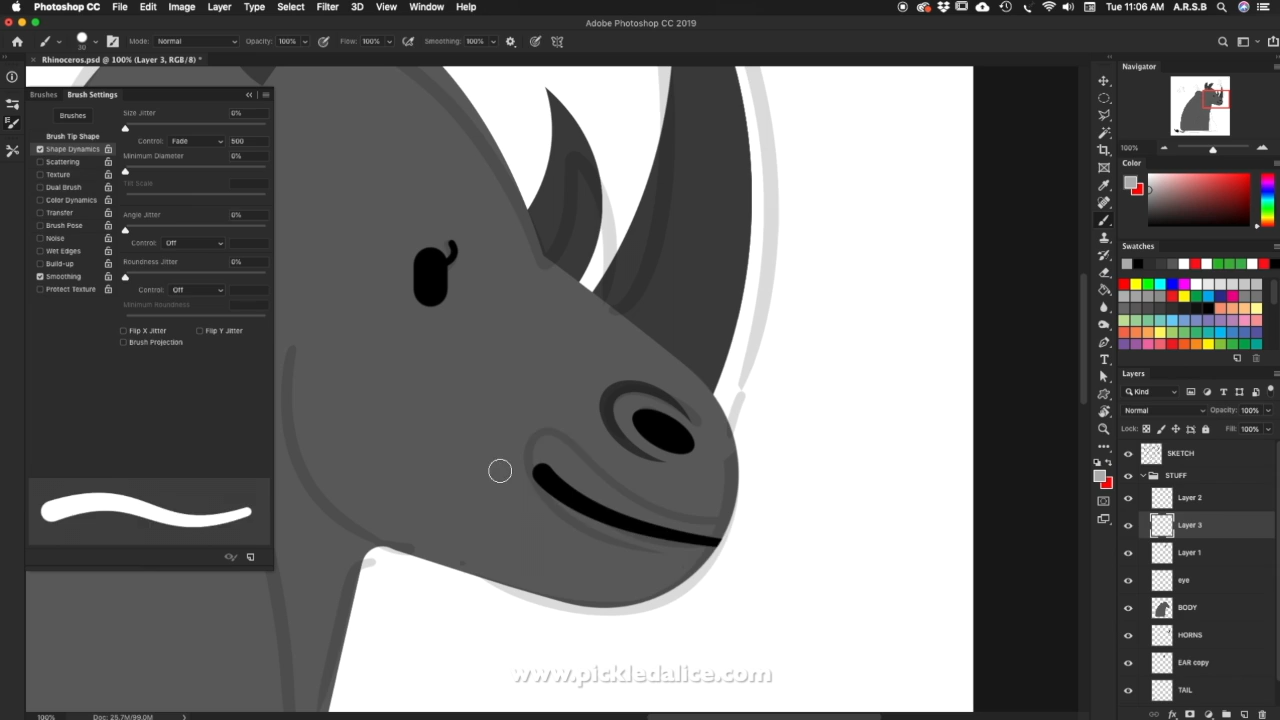 Photoshop CC File Edit Image Layer Type Select Filter 3D View Window Help Tue 11:06 AM A.R.S.B
Adobe Photoshop CC 2019
30 Mode: Normal Opacity: 100% Flow: 100% Smoothing: 100%
× Rhinoceros.psd @ 100% (Layer 3, RGB/8) *
Brushes Brush Settings
Brushes
Brush Tip Shape
Shape Dynamics
Scattering
Texture
Dual Brush
Color Dynamics
Transfer
Brush Pose
Noise
Wet Edges
Build-up
Smoothing
Protect Texture
Size Jitter 0%
Control: Fade 500
Minimum Diameter 0%
Tilt Scale
Angle Jitter 0%
Control: Off
Roundness Jitter 0%
Control: Off
Minimum Roundness
Flip X Jitter Flip Y Jitter
Brush Projection
Navigator
100%
Color
Swatches
Layers
Kind
Normal Opacity: 100%
Lock: Fill: 100%
SKETCH
STUFF
Layer 2
Layer 3
Layer 1
eye
BODY
HORNS
EAR copy
TAIL
www.pickledalice.com
100% Doc: 25.7M/99.0M